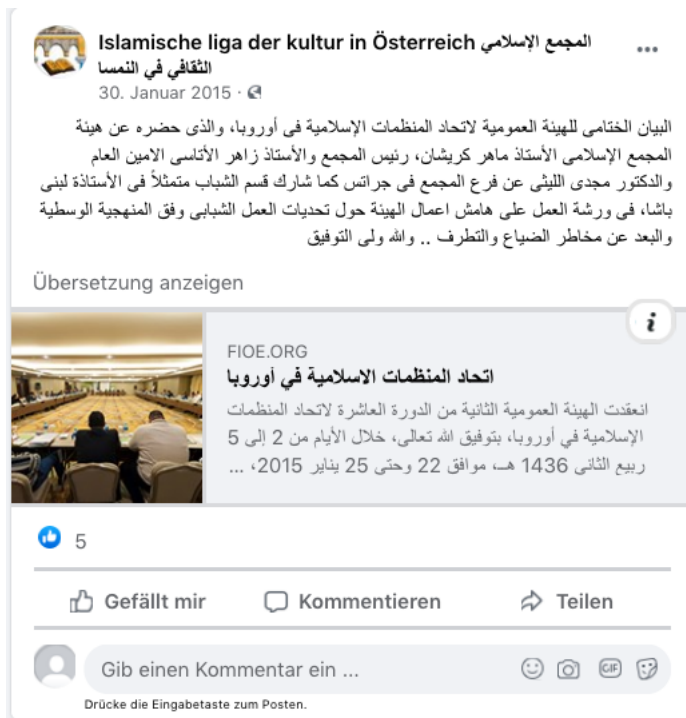 Islamische liga der kultur in Österreich المجمع الإسلامي
الثقافي في النمسا
30. Januar 2015 ·
البيان الختامى للهيئة العمومية لاتحاد المنظمات الإسلامية فى أوروبا، والذى حضره عن هيئة
المجمع الإسلامى الأستاذ ماهر كريشان، رئيس المجمع والأستاذ زاهر الأتاسى الامين العام
والدكتور مجدى الليثى عن فرع المجمع فى جراتس كما شارك قسم الشباب متمثلاً فى الأستاذة لبنى
باشا، فى ورشة العمل على هامش اعمال الهيئة حول تحديات العمل الشبابى وفق المنهجية الوسطية
والبعد عن مخاطر الضياع والتطرف .. والله ولى التوفيق
Übersetzung anzeigen
FIOE.ORG
اتحاد المنظمات الاسلامية في أوروبا
انعقدت الهيئة العمومية الثانية من الدورة العاشرة لاتحاد المنظمات
الإسلامية في أوروبا، بتوفيق الله تعالى، خلال الأيام من 2 إلى 5
ربيع الثانى 1436 هـ، موافق 22 وحتى 25 يناير 2015، ...
5
Gefällt mir
Kommentieren
Teilen
Gib einen Kommentar ein ...
GIF
Drücke die Eingabetaste zum Posten.